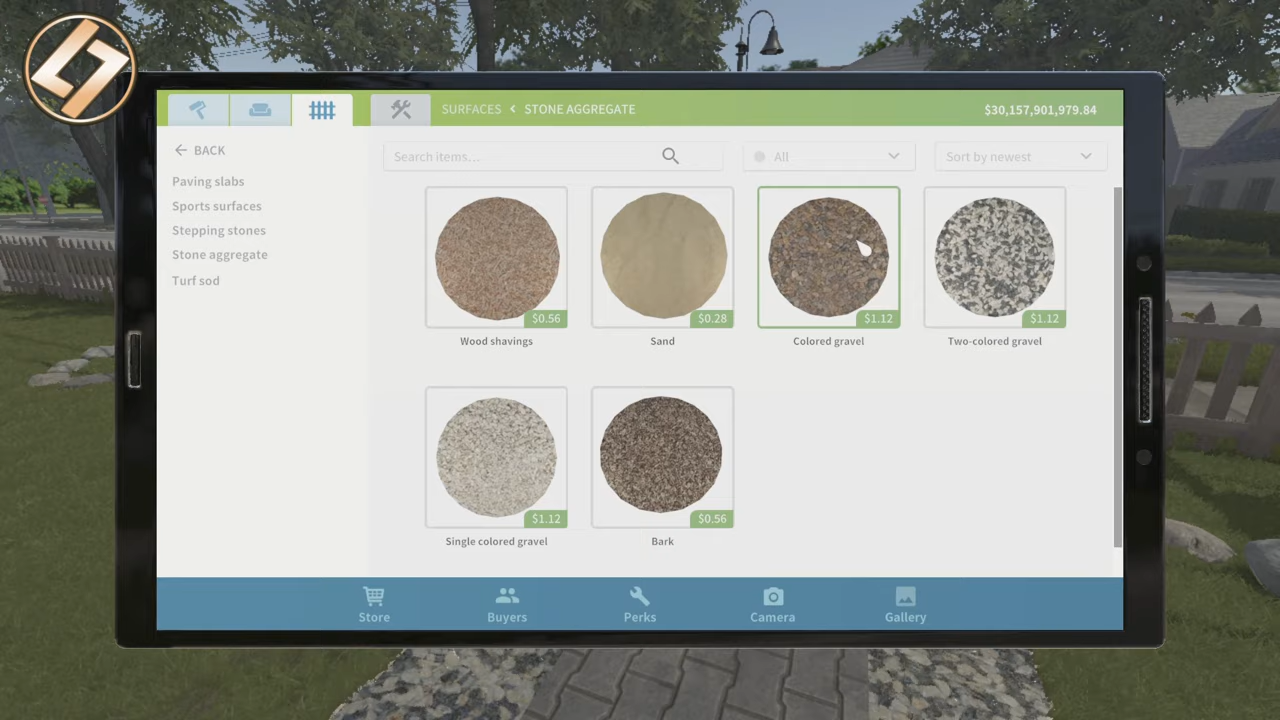 SURFACES < STONE AGGREGATE
$30,157,901,979.84
BACK
Search items...
All
Sort by newest
Paving slabs
Sports surfaces
Stepping stones
Stone aggregate
Turf sod
$0.56
$0.28
$1.12
$1.12
Wood shavings
Sand
Colored gravel
Two-colored gravel
$1.12
$0.56
Single colored gravel
Bark
Store
Buyers
Perks
Camera
Gallery